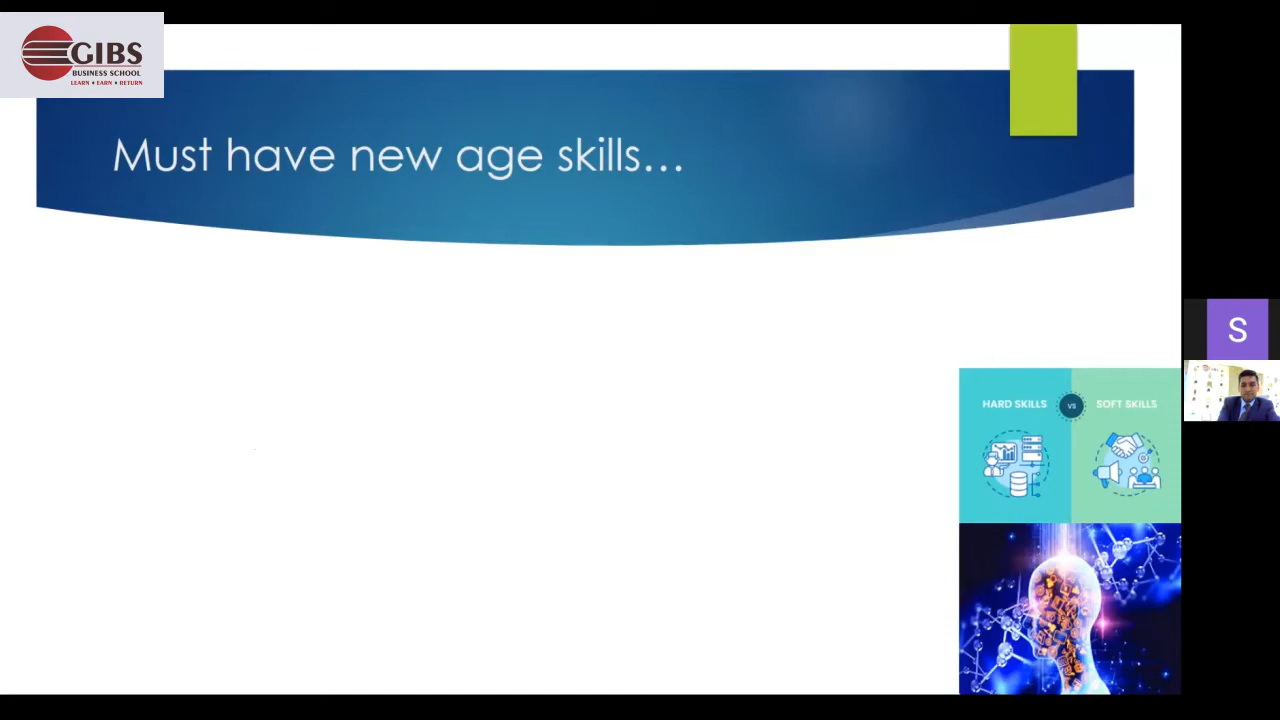 GIBS
BUSINESS SCHOOL
LEARN • EARN • RETURN
Must have new age skills...
S
HARD SKILLS VS SOFT SKILLS